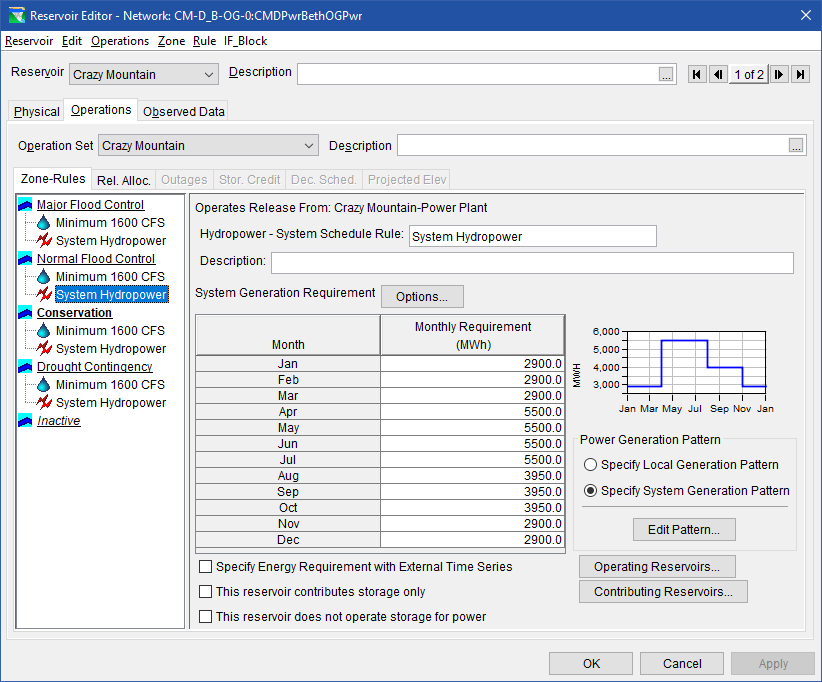 Reservoir Editor - Network: CM-D_B-OG-0:CMDPwrBethOGPwr
Reservoir Edit Operations Zone Rule IF_Block
Reservoir Crazy Mountain Description ... 1 of 2
Physical Operations Observed Data
Operation Set Crazy Mountain Description ...
Zone-Rules Rel. Alloc. Outages Stor. Credit Dec. Sched. Projected Elev
Major Flood Control
Minimum 1600 CFS
System Hydropower
Normal Flood Control
Minimum 1600 CFS
System Hydropower
Conservation
Minimum 1600 CFS
System Hydropower
Drought Contingency
Minimum 1600 CFS
System Hydropower
Inactive
Operates Release From: Crazy Mountain-Power Plant
Hydropower - System Schedule Rule: System Hydropower
Description:
System Generation Requirement Options...
Month Monthly Requirement
(MWh)
Jan 2900.0
Feb 2900.0
Mar 2900.0
Apr 5500.0
May 5500.0
Jun 5500.0
Jul 5500.0
Aug 3950.0
Sep 3950.0
Oct 3950.0
Nov 2900.0
Dec 2900.0
MWH
6,000
5,000
4,000
3,000
Jan Mar May Jul Sep Nov Jan
Power Generation Pattern
Specify Local Generation Pattern
Specify System Generation Pattern
Edit Pattern...
Specify Energy Requirement with External Time Series
This reservoir contributes storage only
This reservoir does not operate storage for power
Operating Reservoirs...
Contributing Reservoirs...
OK Cancel Apply